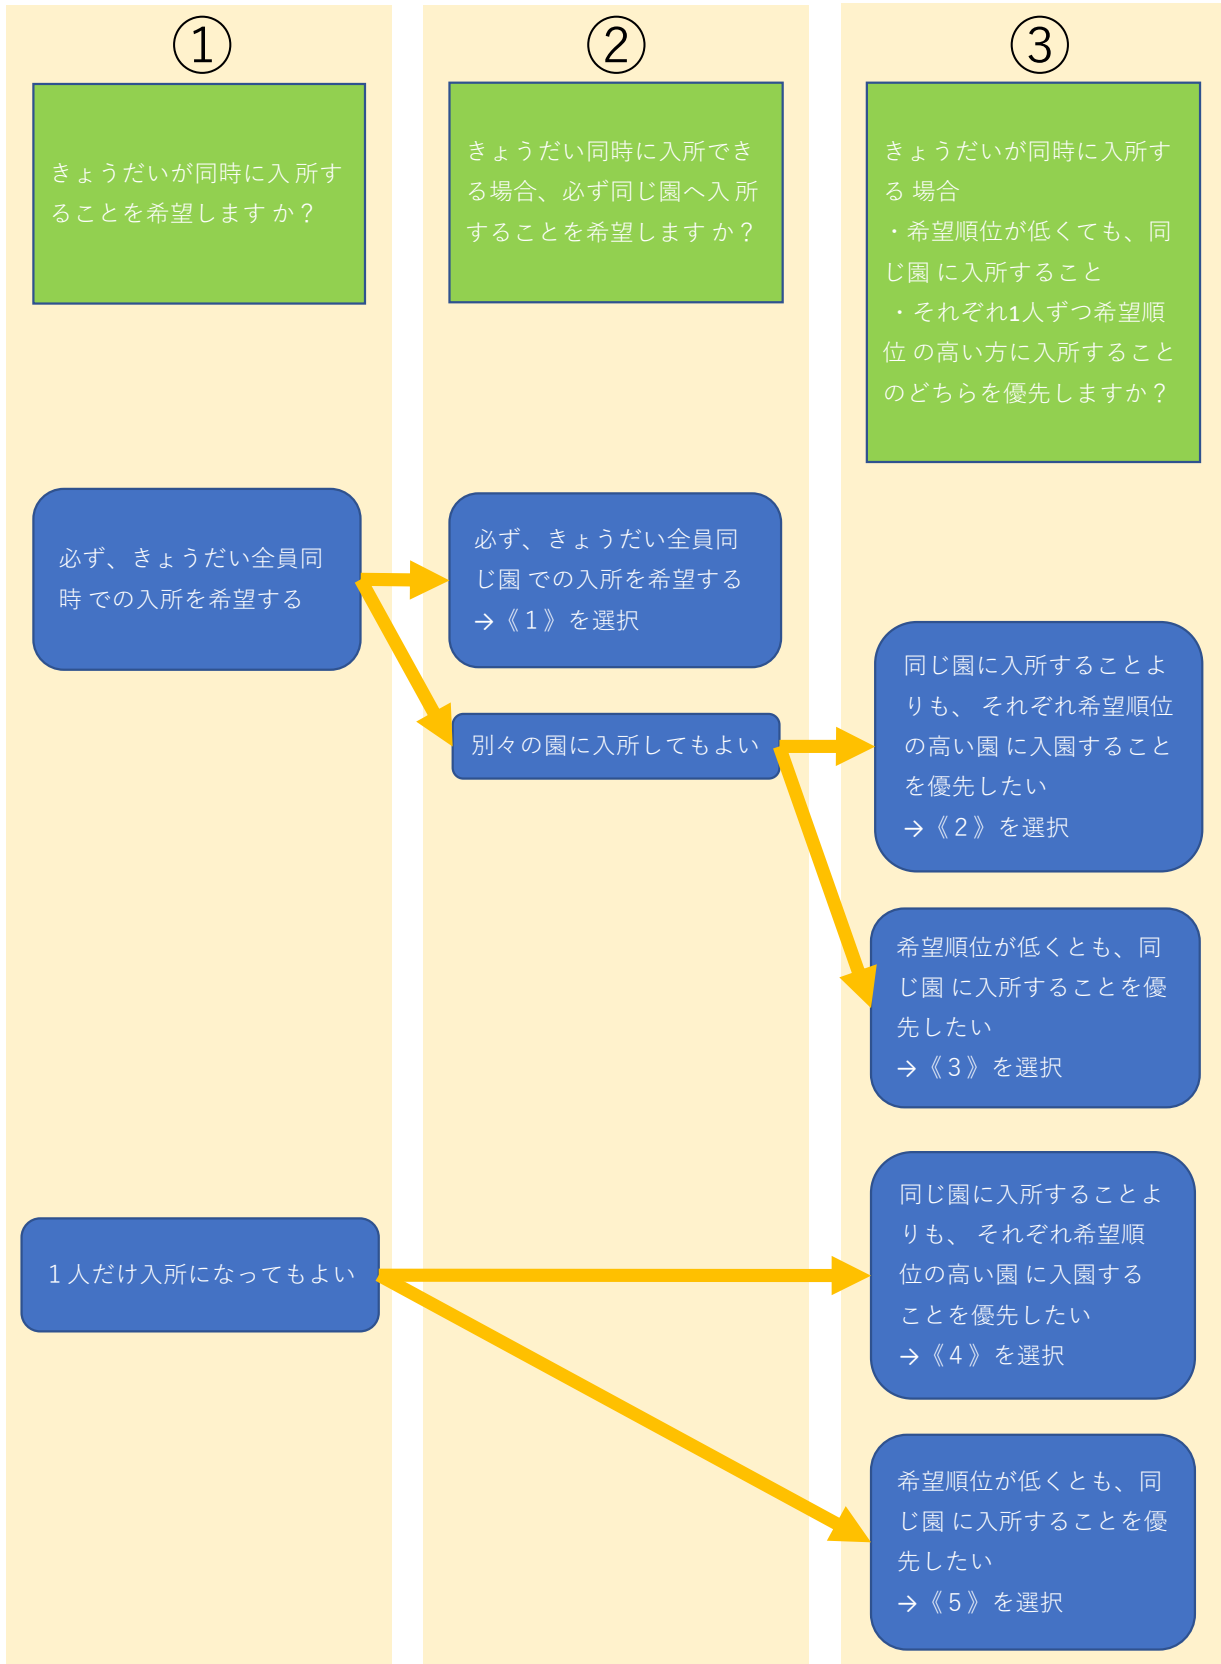 ①
きょうだいが同時に入 所す
ることを希望します か？
必ず、きょうだい全員同
時 での入所を希望する
１人だけ入所になってもよい
②
きょうだい同時に入所でき
る場合、必ず同じ園へ入 所
することを希望します か？
必ず、きょうだい全員同
じ園 での入所を希望する
→《１》を選択
別々の園に入所してもよい
③
きょうだいが同時に入所す
る 場合
・希望順位が低くても、同
じ園 に入所すること
・それぞれ1人ずつ希望順
位 の高い方に入所すること
のどちらを優先しますか？
同じ園に入所することよ
りも、 それぞれ希望順位
の高い園 に入園すること
を優先したい
→《２》を選択
希望順位が低くとも、同
じ園 に入所することを優
先したい
→《３》を選択
同じ園に入所することよ
りも、 それぞれ希望順
位の高い園 に入園する
ことを優先したい
→《４》を選択
希望順位が低くとも、同
じ園 に入所することを優
先したい
→《５》を選択